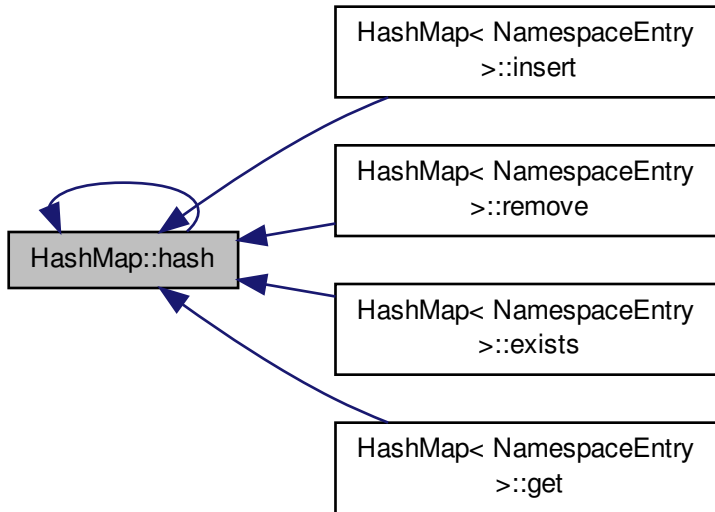 HashMap::hash
HashMap< NamespaceEntry
>::insert
HashMap< NamespaceEntry
>::remove
HashMap< NamespaceEntry
>::exists
HashMap< NamespaceEntry
>::get